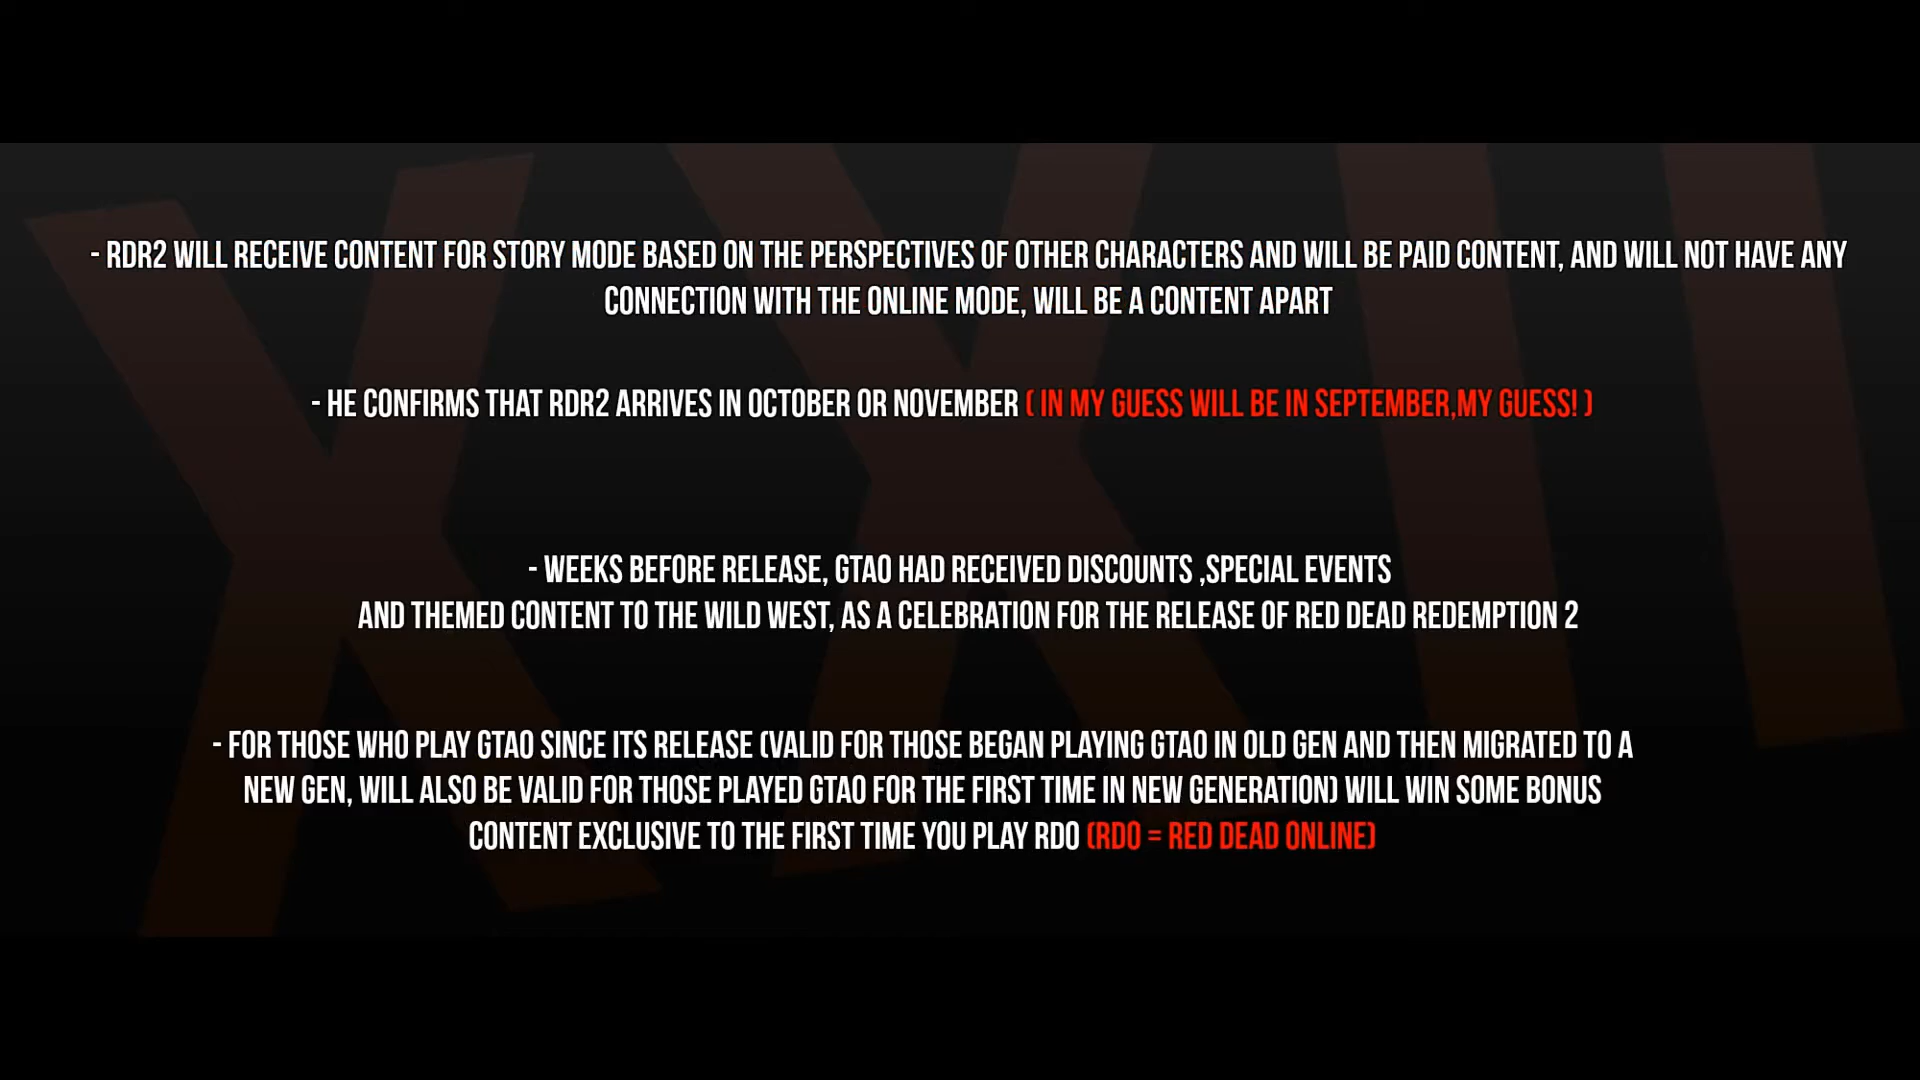 - RDR2 WILL RECEIVE CONTENT FOR STORY MODE BASED ON THE PERSPECTIVES OF OTHER CHARACTERS AND WILL BE PAID CONTENT, AND WILL NOT HAVE ANY
CONNECTION WITH THE ONLINE MODE, WILL BE A CONTENT APART
- HE CONFIRMS THAT RDR2 ARRIVES IN OCTOBER OR NOVEMBER ( IN MY GUESS WILL BE IN SEPTEMBER,MY GUESS! )
- WEEKS BEFORE RELEASE, GTAO HAD RECEIVED DISCOUNTS ,SPECIAL EVENTS
AND THEMED CONTENT TO THE WILD WEST, AS A CELEBRATION FOR THE RELEASE OF RED DEAD REDEMPTION 2
- FOR THOSE WHO PLAY GTAO SINCE ITS RELEASE (VALID FOR THOSE BEGAN PLAYING GTAO IN OLD GEN AND THEN MIGRATED TO A
NEW GEN, WILL ALSO BE VALID FOR THOSE PLAYED GTAO FOR THE FIRST TIME IN NEW GENERATION) WILL WIN SOME BONUS
CONTENT EXCLUSIVE TO THE FIRST TIME YOU PLAY RDO (RDO = RED DEAD ONLINE)